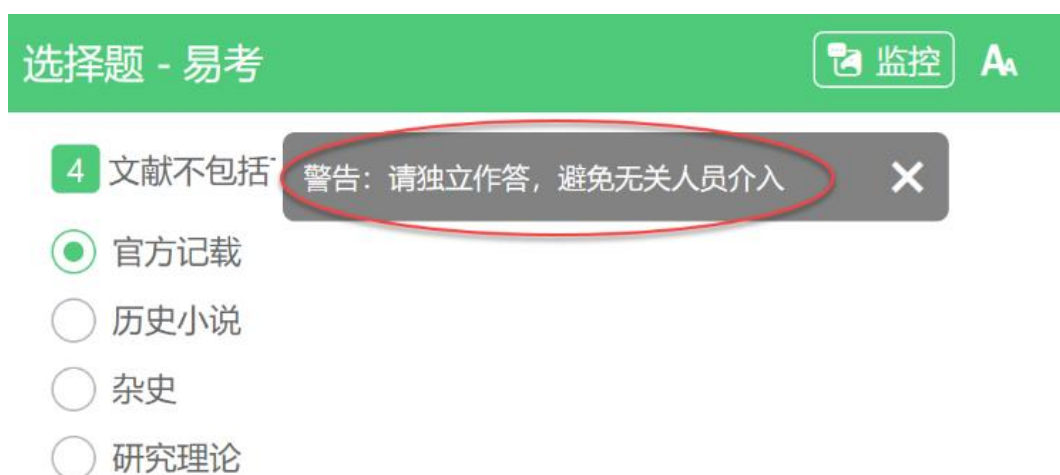 选择题 - 易考
监控 AA
4 文献不包括
警告：请独立作答，避免无关人员介入
官方记载
历史小说
杂史
研究理论